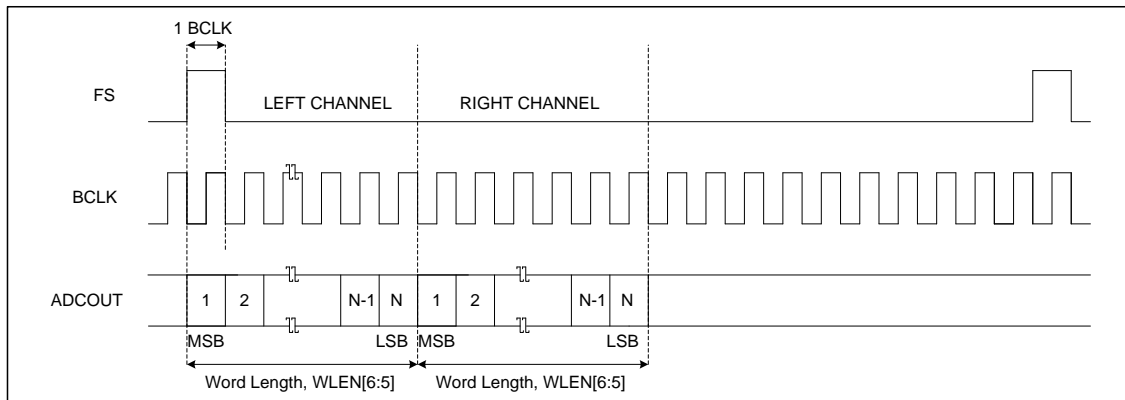 1 BCLK
FS
LEFT CHANNEL
RIGHT CHANNEL
BCLK
ADCOUT
1 2 N-1 N 1 2 N-1 N
MSB LSB MSB LSB
Word Length, WLEN[6:5] Word Length, WLEN[6:5]